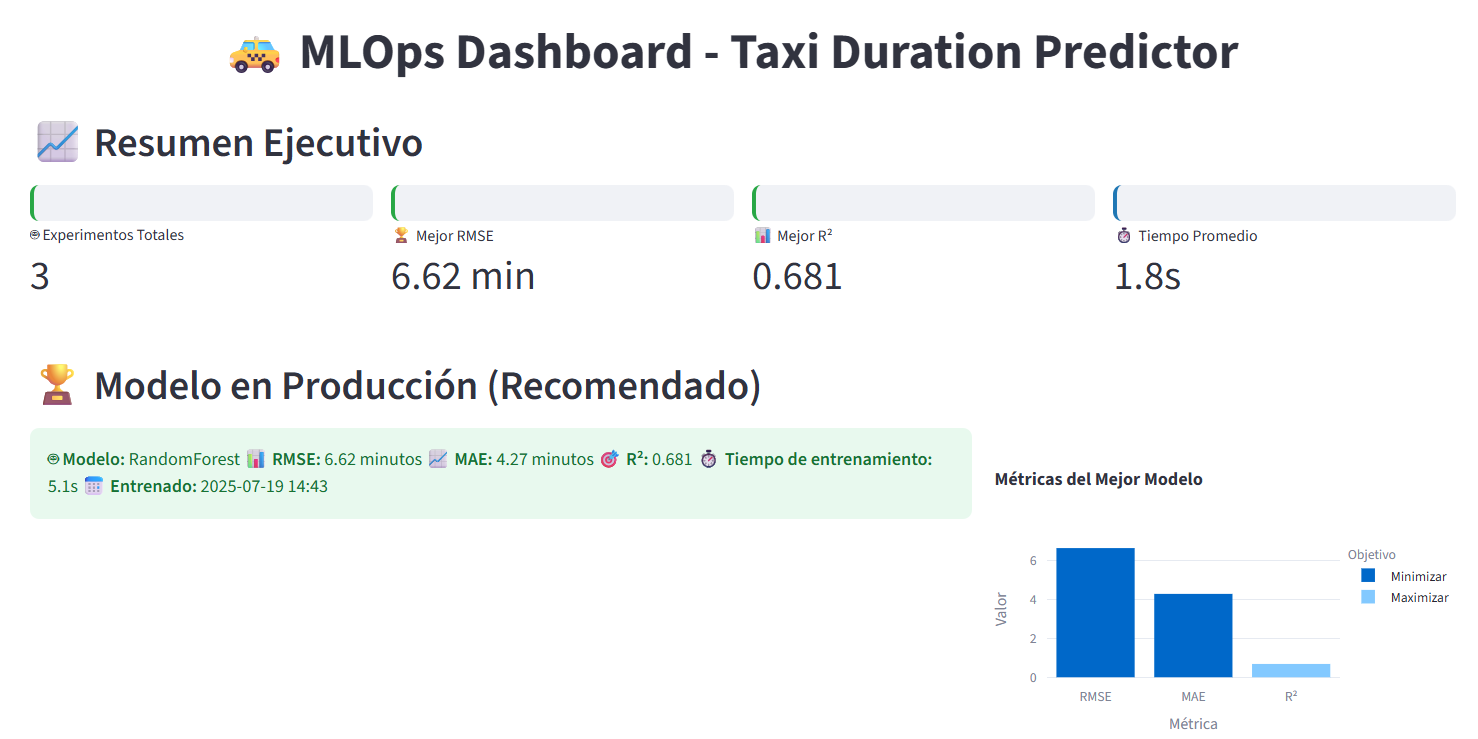 MLOps Dashboard - Taxi Duration Predictor
Resumen Ejecutivo
Experimentos Totales
3
Mejor RMSE
6.62 min
Mejor R²
0.681
Tiempo Promedio
1.8s
Modelo en Producción (Recomendado)
Modelo: RandomForest RMSE: 6.62 minutos MAE: 4.27 minutos R²: 0.681 Tiempo de entrenamiento:
5.1s Entrenado: 2025-07-19 14:43
Métricas del Mejor Modelo
Valor
6
4
2
0
RMSE
MAE
R²
Métrica
Objetivo
Minimizar
Maximizar